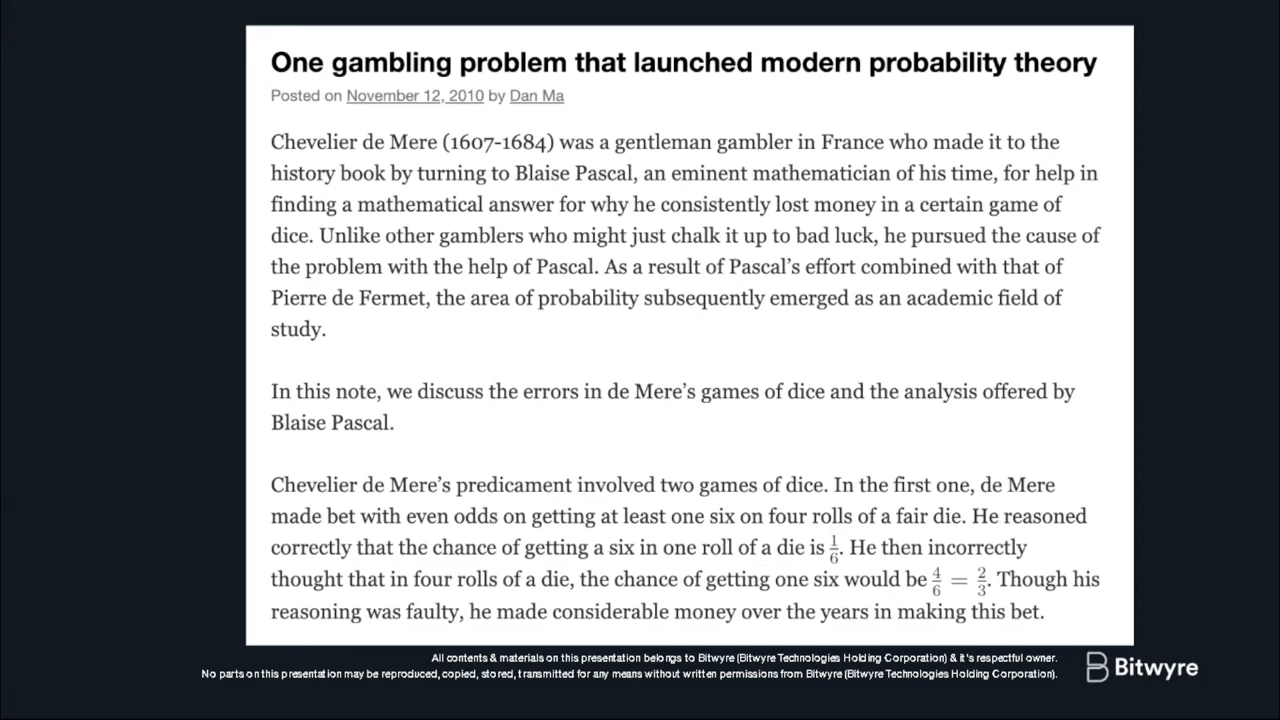 One gambling problem that launched modern probability theory
Posted on November 12, 2010 by Dan Ma
Chevelier de Mere (1607-1684) was a gentleman gambler in France who made it to the
history book by turning to Blaise Pascal, an eminent mathematician of his time, for help in
finding a mathematical answer for why he consistently lost money in a certain game of
dice. Unlike other gamblers who might just chalk it up to bad luck, he pursued the cause of
the problem with the help of Pascal. As a result of Pascal’s effort combined with that of
Pierre de Fermet, the area of probability subsequently emerged as an academic field of
study.
In this note, we discuss the errors in de Mere’s games of dice and the analysis offered by
Blaise Pascal.
Chevelier de Mere’s predicament involved two games of dice. In the first one, de Mere
made bet with even odds on getting at least one six on four rolls of a fair die. He reasoned
correctly that the chance of getting a six in one roll of a die is 1/6. He then incorrectly
thought that in four rolls of a die, the chance of getting one six would be 4/6 = 2/3. Though his
reasoning was faulty, he made considerable money over the years in making this bet.
All contents & materials on this presentation belongs to Bitwyre (Bitwyre Technologies Holding Corporation) & it's respectful owner.
No parts on this presentation may be reproduced, copied, stored, transmitted for any means without written permissions from Bitwyre (Bitwyre Technologies Holding Corporation).
Bitwyre